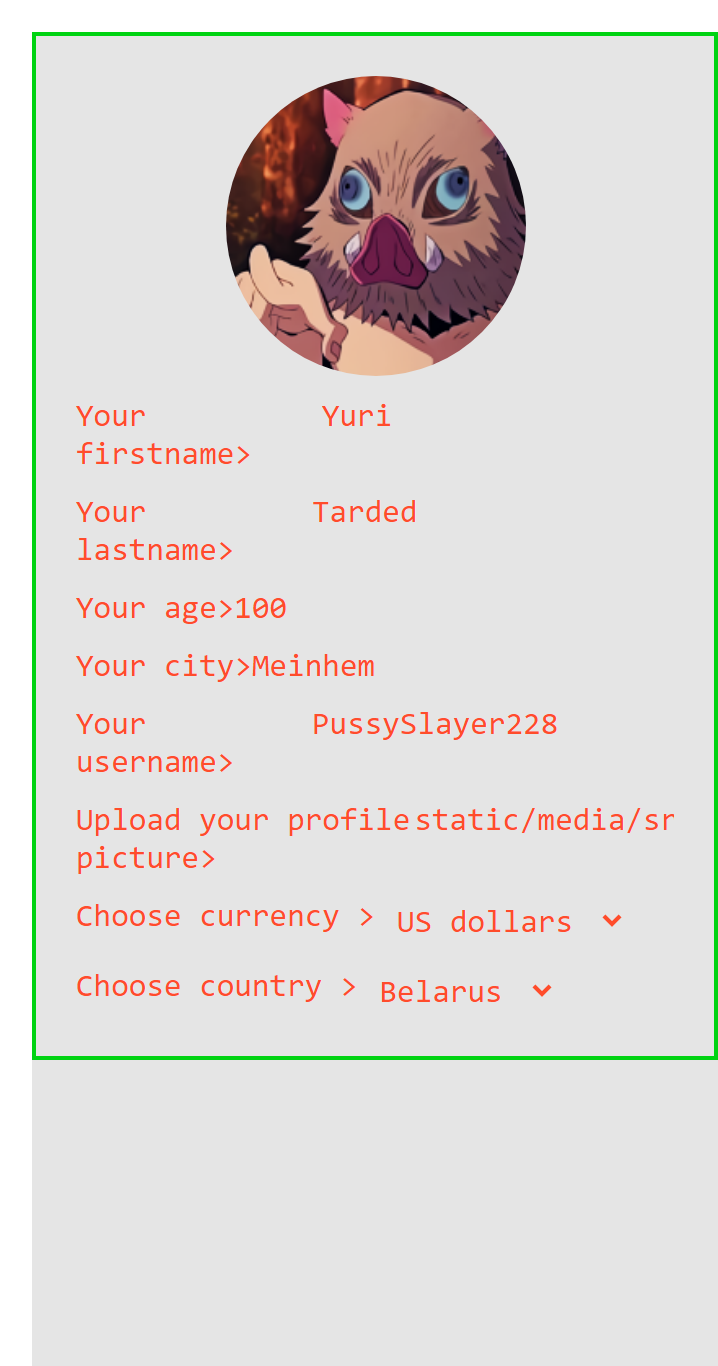 Your Yuri
firstname>
Your Tarded
lastname>
Your age>100
Your city>Meinhem
Your PussySlayer228
username>
Upload your profile static/media/sr
picture>
Choose currency > US dollars
Choose country > Belarus